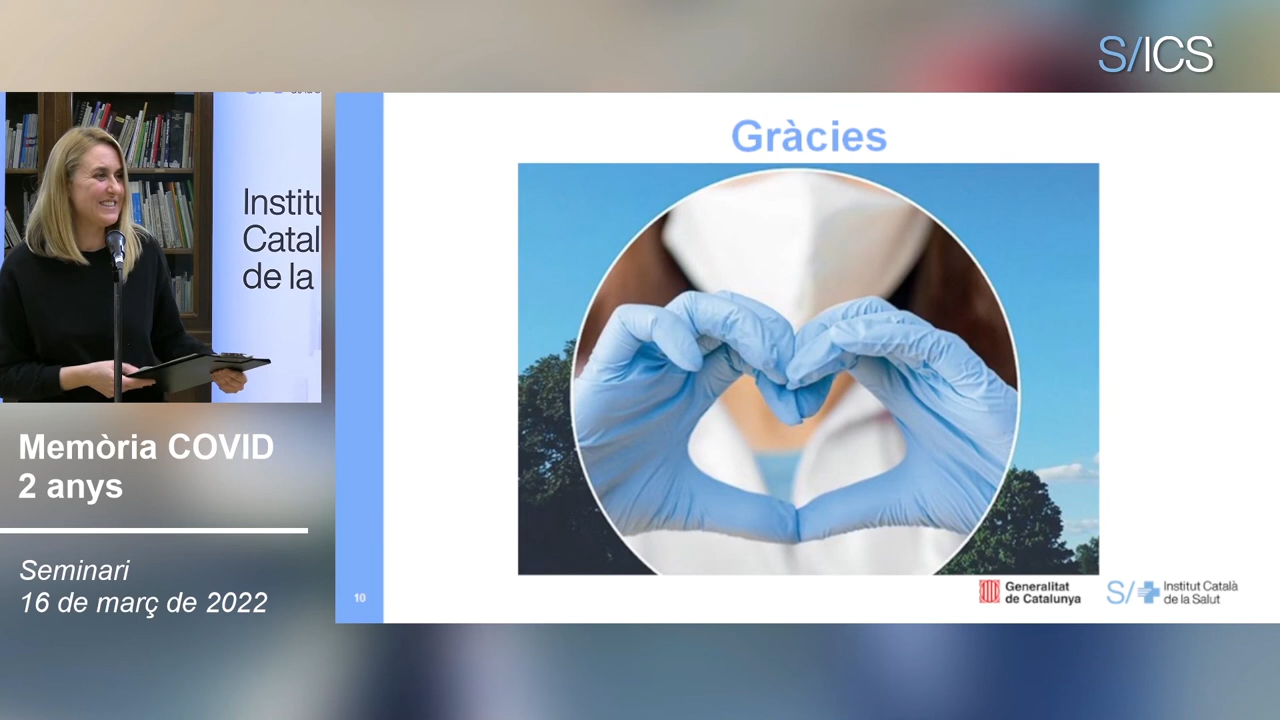 S/ICS
Institu
Catal
de la
Memòria COVID
2 anys
Seminari
16 de març de 2022
Gràcies
10
Generalitat
de Catalunya
S/
Institut Català
de la Salut